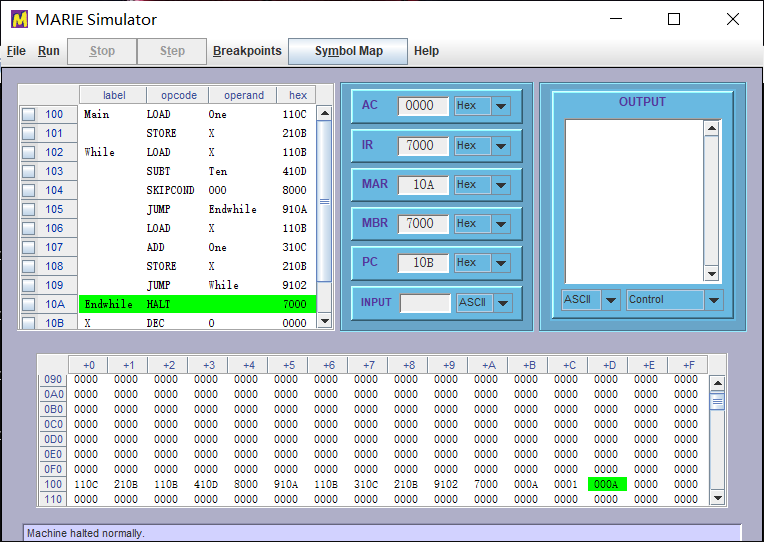 MARIE Simulator
File Run Stop Step Breakpoints Symbol Map Help
label opcode operand hex
100 Main LOAD One 110C
101 STORE X 210B
102 While LOAD X 110B
103 SUBT Ten 410D
104 SKIPCOND 000 8000
105 JUMP Endwhile 910A
106 LOAD X 110B
107 ADD One 310C
108 STORE X 210B
109 JUMP While 9102
10A Endwhile HALT 7000
10B X DEC 0 0000
AC 0000 Hex
IR 7000 Hex
MAR 10A Hex
MBR 7000 Hex
PC 10B Hex
INPUT ASCII
OUTPUT
ASCII Control
+0 +1 +2 +3 +4 +5 +6 +7 +8 +9 +A +B +C +D +E +F
090 0000 0000 0000 0000 0000 0000 0000 0000 0000 0000 0000 0000 0000 0000 0000 0000
0A0 0000 0000 0000 0000 0000 0000 0000 0000 0000 0000 0000 0000 0000 0000 0000 0000
0B0 0000 0000 0000 0000 0000 0000 0000 0000 0000 0000 0000 0000 0000 0000 0000 0000
0C0 0000 0000 0000 0000 0000 0000 0000 0000 0000 0000 0000 0000 0000 0000 0000 0000
0D0 0000 0000 0000 0000 0000 0000 0000 0000 0000 0000 0000 0000 0000 0000 0000 0000
0E0 0000 0000 0000 0000 0000 0000 0000 0000 0000 0000 0000 0000 0000 0000 0000 0000
0F0 0000 0000 0000 0000 0000 0000 0000 0000 0000 0000 0000 0000 0000 0000 0000 0000
100 110C 210B 110B 410D 8000 910A 110B 310C 210B 9102 7000 000A 0001 000A 0000 0000
110 0000 0000 0000 0000 0000 0000 0000 0000 0000 0000 0000 0000 0000 0000 0000 0000
Machine halted normally.